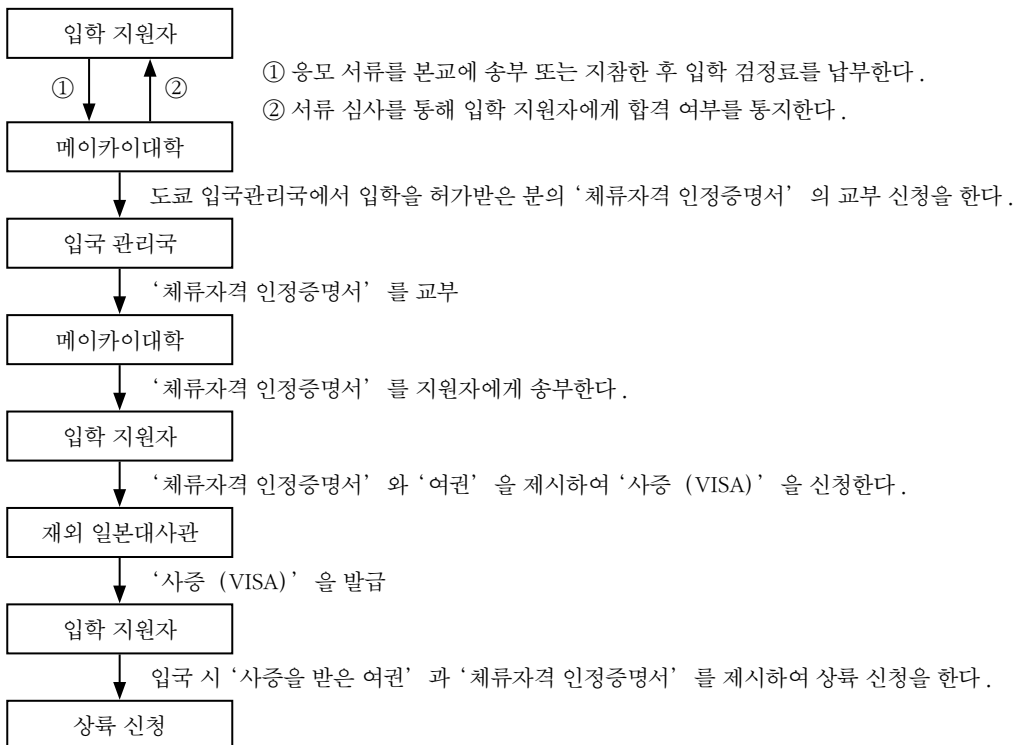 입학 지원자
① ②
① 응모 서류를 본교에 송부 또는 지참한 후 입학 검정료를 납부한다.
② 서류 심사를 통해 입학 지원자에게 합격 여부를 통지한다.
메이카이대학
도쿄 입국관리국에서 입학을 허가받은 분의 ‘체류자격 인정증명서’ 의 교부 신청을 한다.
입국 관리국
‘체류자격 인정증명서’ 를 교부
메이카이대학
‘체류자격 인정증명서’ 를 지원자에게 송부한다.
입학 지원자
‘체류자격 인정증명서’ 와 ‘여권’ 을 제시하여 ‘사증 (VISA)’ 을 신청한다.
재외 일본대사관
‘사증 (VISA)’ 을 발급
입학 지원자
입국 시 ‘사증을 받은 여권’ 과 ‘체류자격 인정증명서’ 를 제시하여 상륙 신청을 한다.
상륙 신청